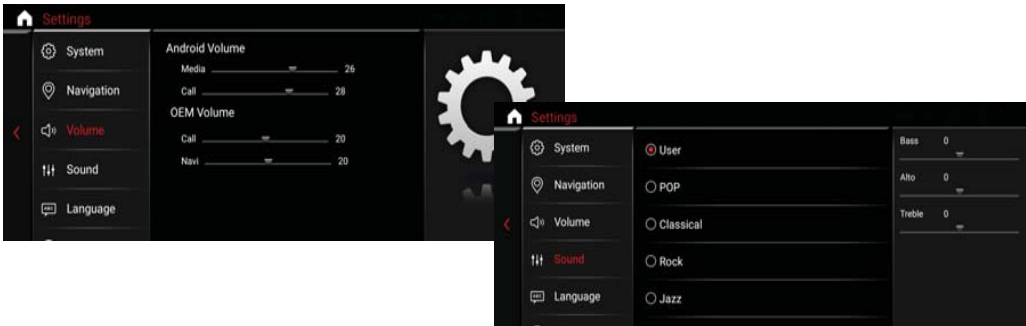 Settings
System
Navigation
Volume
Sound
Language
Android Volume
Media 26
Call 28
OEM Volume
Call 20
Navi 20
Settings
System
Navigation
Volume
Sound
Language
User
POP
Classical
Rock
Jazz
Bass 0
Alto 0
Treble 0